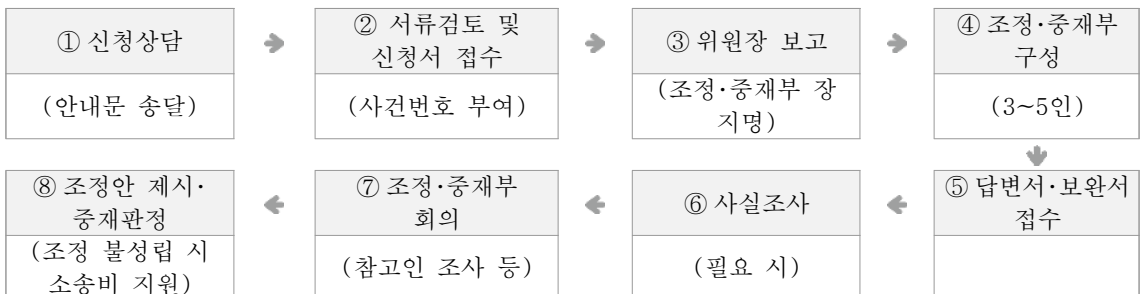 ① 신청상담
(안내문 송달)
② 서류검토 및
신청서 접수
(사건번호 부여)
③ 위원장 보고
(조정·중재부 장
지명)
④ 조정·중재부
구성
(3~5인)
⑤ 답변서·보완서
접수
⑥ 사실조사
(필요 시)
⑦ 조정·중재부
회의
(참고인 조사 등)
⑧ 조정안 제시·
중재판정
(조정 불성립 시
소송비 지원)